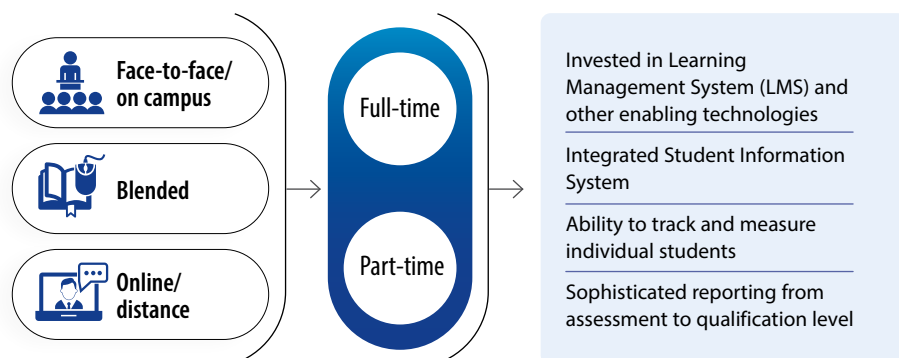 Face-to-face/
on campus
Blended
Online/
distance
Full-time
Part-time
Invested in Learning
Management System (LMS) and
other enabling technologies
Integrated Student Information
System
Ability to track and measure
individual students
Sophisticated reporting from
assessment to qualification level